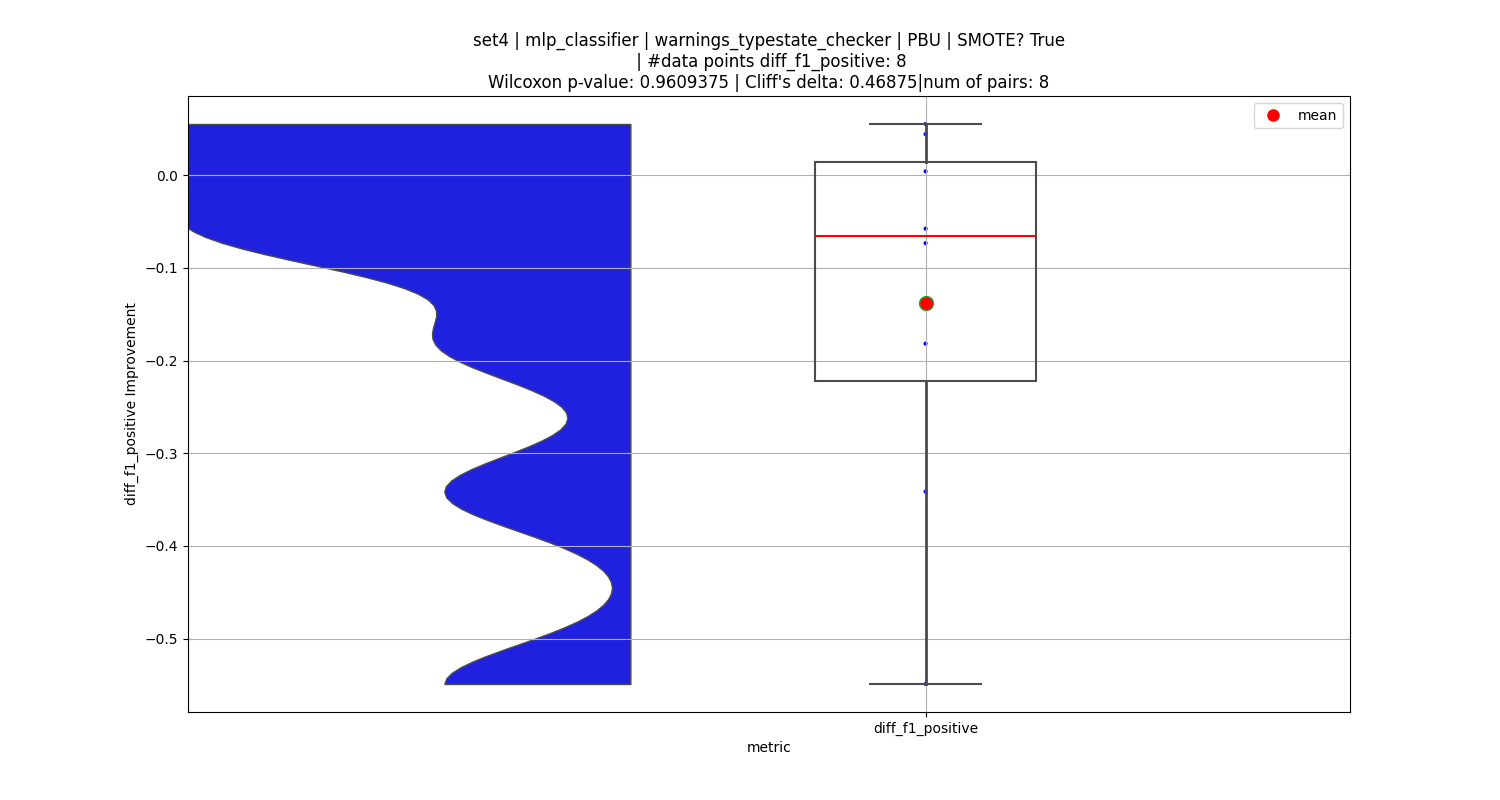 set4 | mlp_classifier | warnings_typestate_checker | PBU | SMOTE? True
| #data points diff_f1_positive: 8
Wilcoxon p-value: 0.9609375 | Cliff's delta: 0.46875|num of pairs: 8
mean
0.0
−0.1
−0.2
−0.3
−0.4
−0.5
diff_f1_positive Improvement
diff_f1_positive
metric